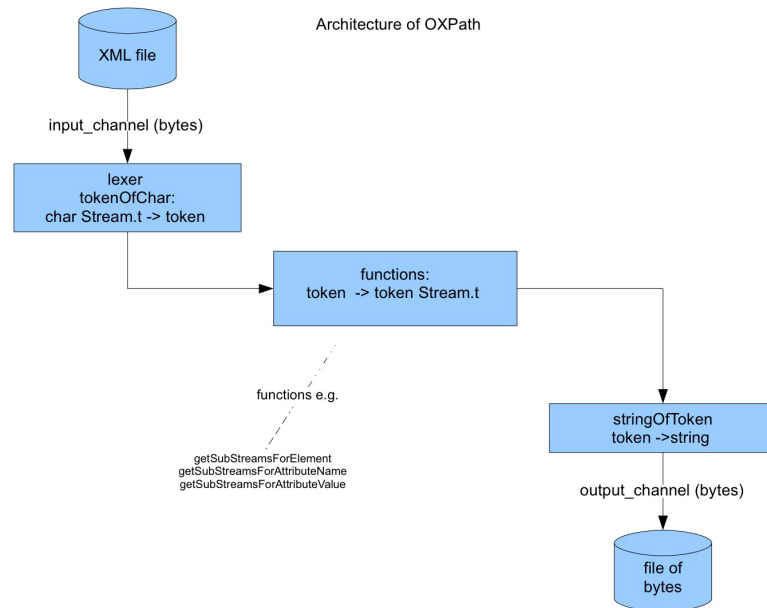 Architecture of OXPath
XML file
input_channel (bytes)
lexer
tokenOfChar:
char Stream.t -> token
functions:
token -> token Stream.t
functions e.g.
getSubStreamsForElement
getSubStreamsForAttributeName
getSubStreamsForAttributeValue
stringOfToken
token ->string
output_channel (bytes)
file of
bytes